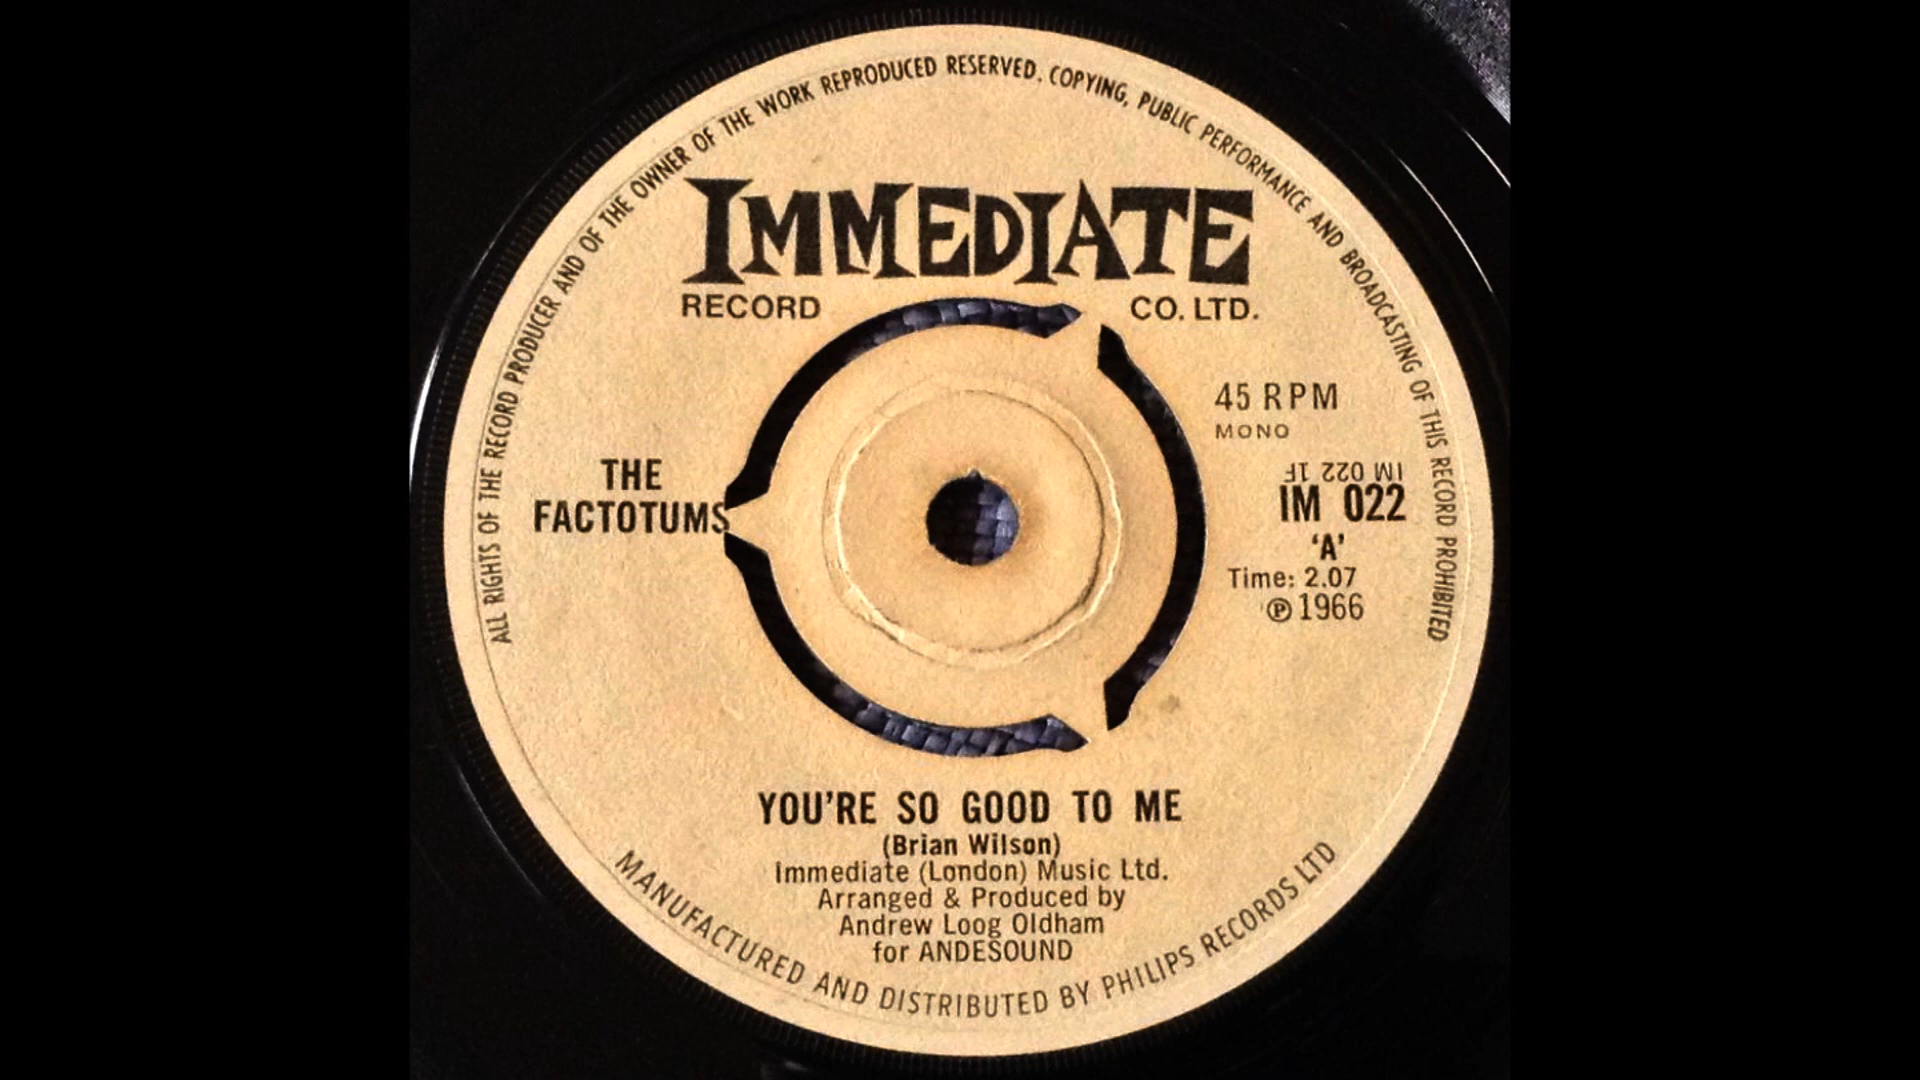 ALL RIGHTS OF THE RECORD PRODUCER AND OF THE OWNER OF THE WORK REPRODUCED RESERVED. COPYING, PUBLIC PERFORMANCE AND BROADCASTING OF THIS RECORD PROHIBITED
IMMEDIATE
RECORD CO. LTD.
45 RPM
MONO
THE
FACTOTUMS
IM 022 1F
IM 022
‘A’
Time: 2.07
℗ 1966
YOU'RE SO GOOD TO ME
(Brian Wilson)
Immediate (London) Music Ltd.
Arranged & Produced by
Andrew Loog Oldham
for ANDESOUND
MANUFACTURED AND DISTRIBUTED BY PHILIPS RECORDS LTD